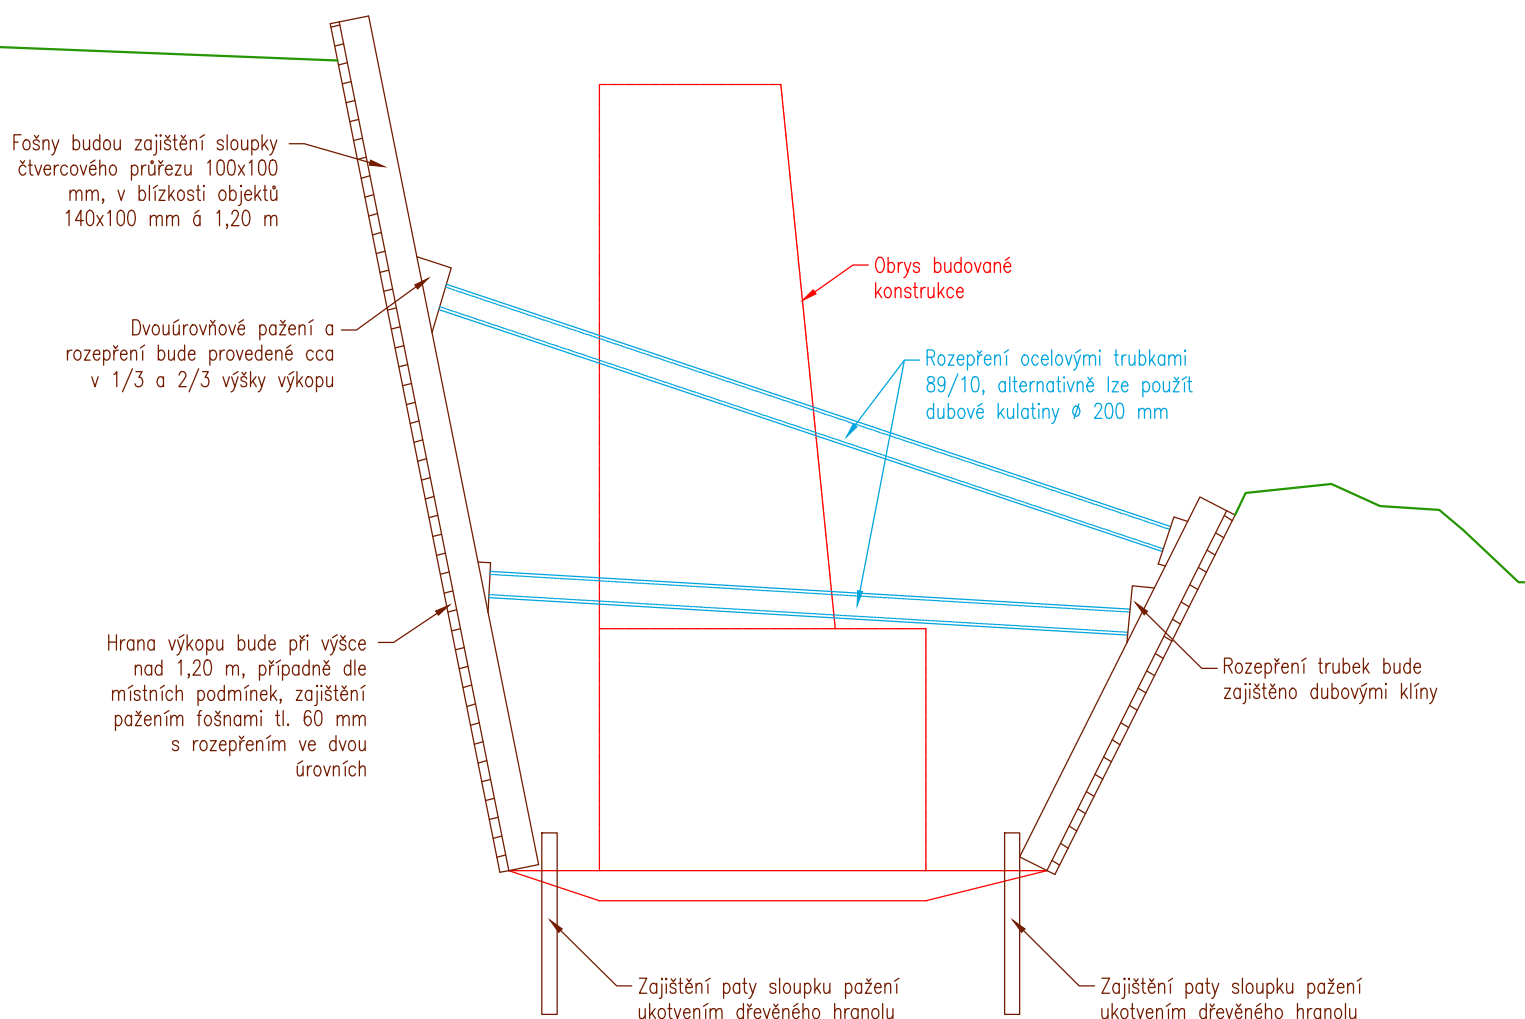 Fošny budou zajištění sloupky
čtvercového průřezu 100x100
mm, v blízkosti objektů
140x100 mm á 1,20 m
Obrys budované
konstrukce
Dvouúrovňové pažení a
rozepření bude provedené cca
v 1/3 a 2/3 výšky výkopu
Rozepření ocelovými trubkami
89/10, alternativně lze použít
dubové kulatiny Ø 200 mm
Hrana výkopu bude při výšce
nad 1,20 m, případně dle
místních podmínek, zajištění
pažením fošnami tl. 60 mm
s rozepřením ve dvou
úrovních
Rozepření trubek bude
zajištěno dubovými klíny
Zajištění paty sloupku pažení
ukotvením dřevěného hranolu
Zajištění paty sloupku pažení
ukotvením dřevěného hranolu